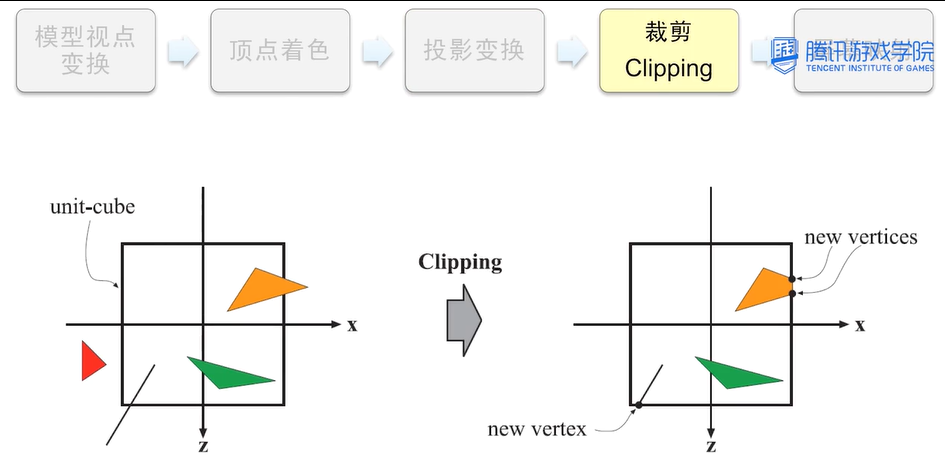 模型视点
变换
顶点着色
投影变换
裁剪
Clipping
腾讯游戏学院
TENCENT INSTITUTE OF GAMES
unit-cube
x
z
Clipping
new vertices
x
new vertex
z